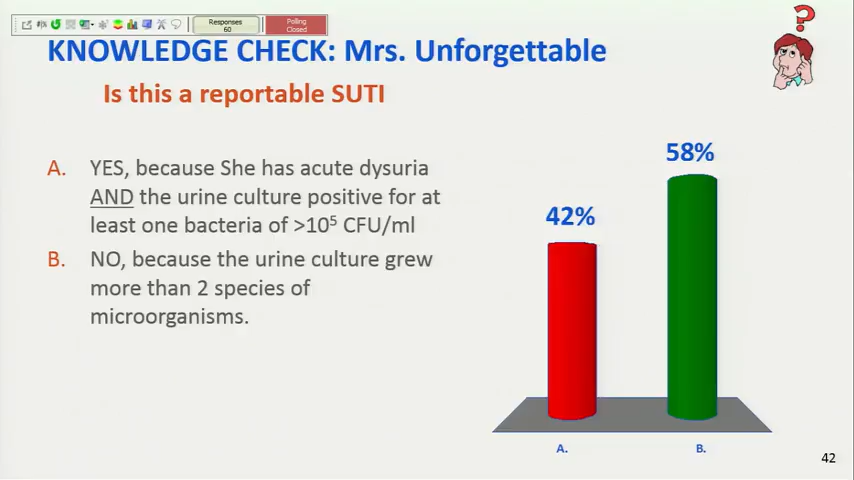 Responses
60
Polling
Closed
KNOWLEDGE CHECK: Mrs. Unforgettable
Is this a reportable SUTI
A. YES, because She has acute dysuria
AND the urine culture positive for at
least one bacteria of >10⁵ CFU/ml
B. NO, because the urine culture grew
more than 2 species of
microorganisms.
42%
58%
A.
B.
42